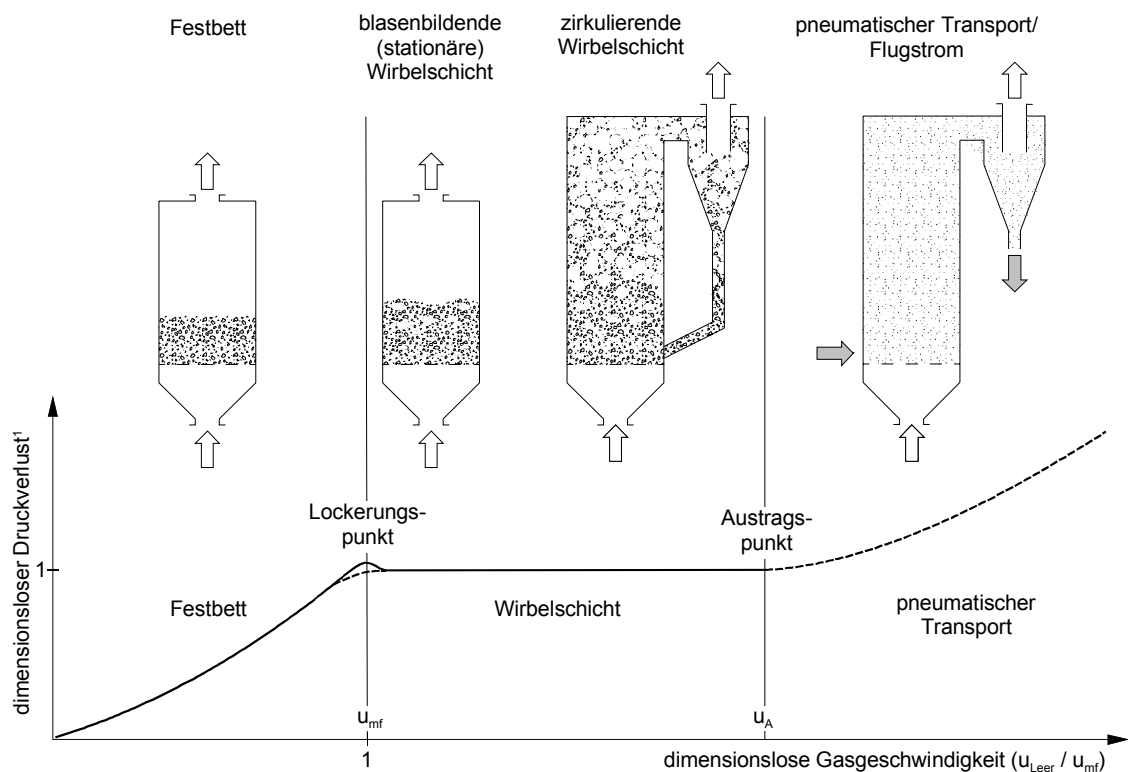 Festbett
blasenbildende
(stationäre)
Wirbelschicht
zirkulierende
Wirbelschicht
pneumatischer Transport/
Flugstrom
dimensionsloser Druckverlust¹
1
Lockerungs-
punkt
Austrags-
punkt
Festbett
Wirbelschicht
pneumatischer
Transport
u_mf
u_A
1
dimensionslose Gasgeschwindigkeit (u_Leer / u_mf)